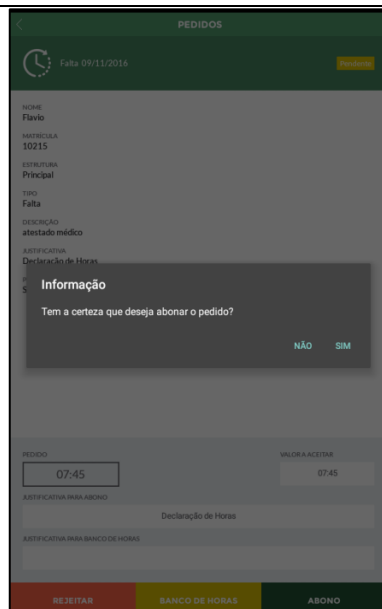 PEDIDOS
Falta 09/11/2016
Pendente
NOME
Flavio
MATRÍCULA
10215
ESTRUTURA
Principal
TIPO
Falta
DESCRIÇÃO
atestado médico
JUSTIFICATIVA
Declaração de Horas
P
S
Informação
Tem a certeza que deseja abonar o pedido?
NÃO SIM
PEDIDO
VALOR A ACEITAR
07:45
07:45
JUSTIFICATIVA PARA ABONO
Declaração de Horas
JUSTIFICATIVA PARA BANCO DE HORAS
REJEITAR BANCO DE HORAS ABONO